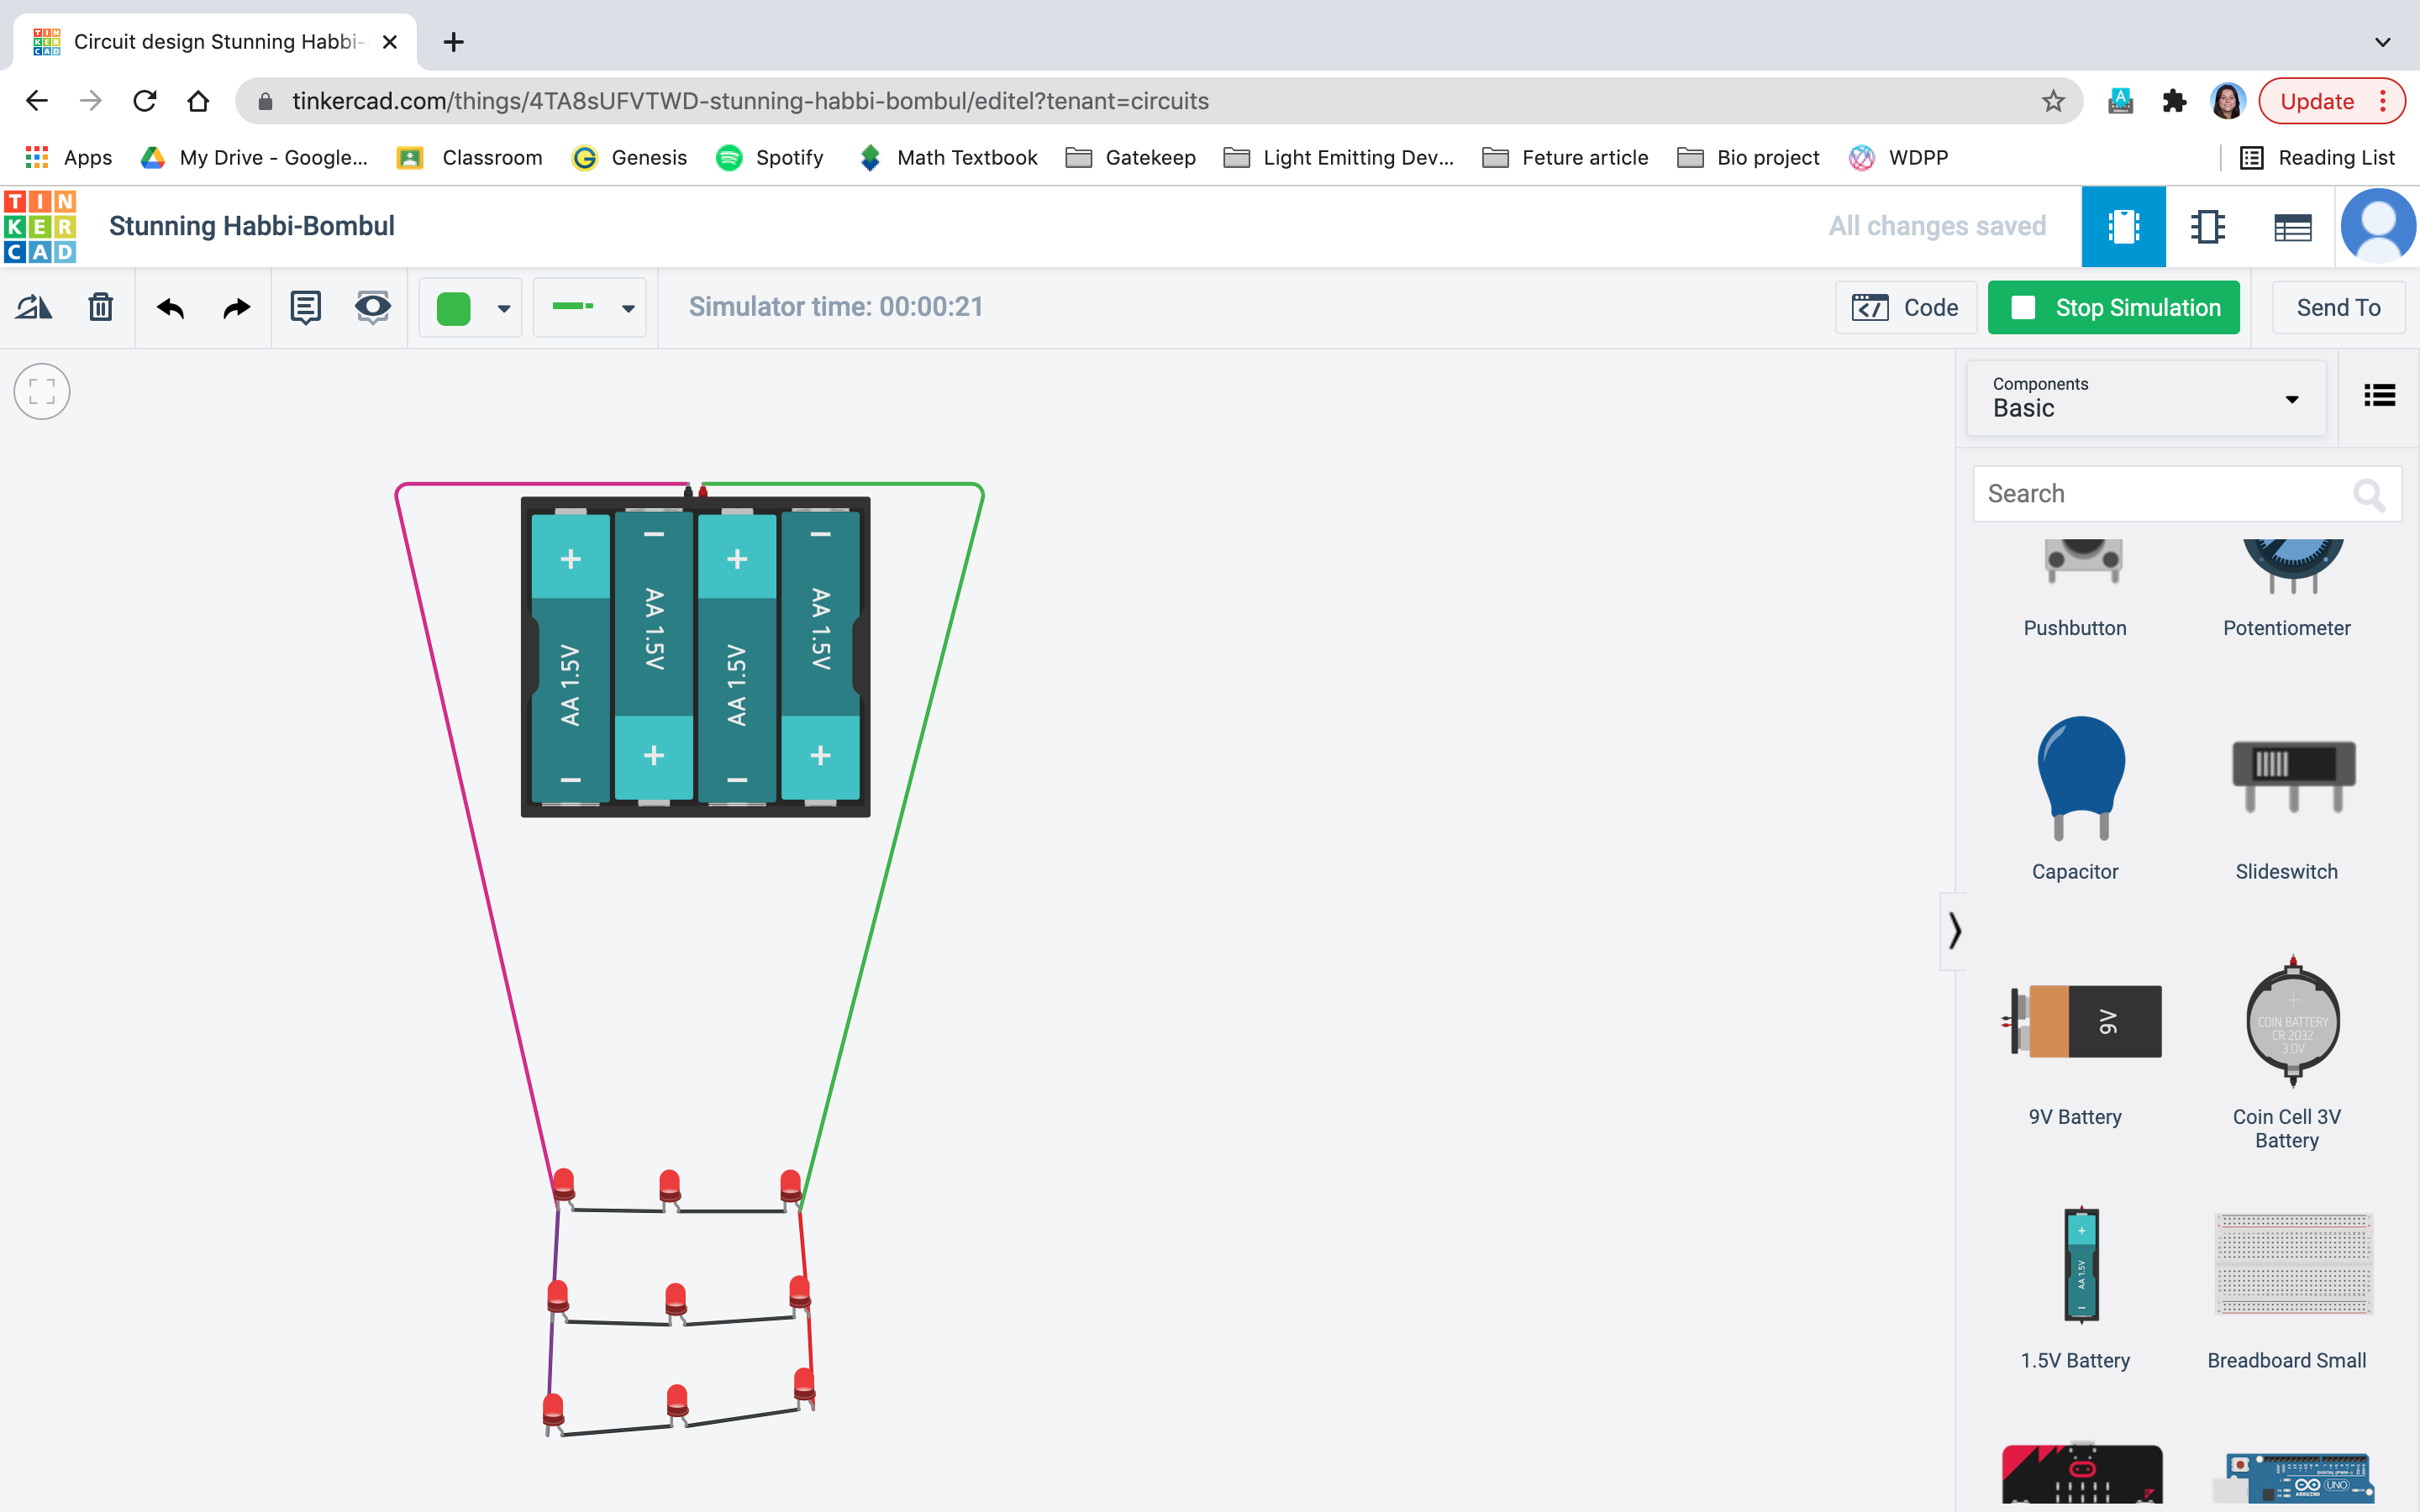 Circuit design Stunning Habbi-
tinkercad.com/things/4TA8sUFVTWD-stunning-habbi-bombul/editel?tenant=circuits
Update
Apps My Drive - Google... Classroom Genesis Spotify Math Textbook Gatekeep Light Emitting Dev... Feture article Bio project WDPP Reading List
TIN
KER
CAD
Stunning Habbi-Bombul
All changes saved
Simulator time: 00:00:21
Code
Stop Simulation
Send To
Components
Basic
Search
+ − + −
AA 1.5V AA 1.5V AA 1.5V AA 1.5V
− + − +
Pushbutton Potentiometer
Capacitor Slideswitch
9V
COIN BATTERY
CR 2032
3.0V
9V Battery Coin Cell 3V
Battery
AA 1.5V
1.5V Battery Breadboard Small
UNO